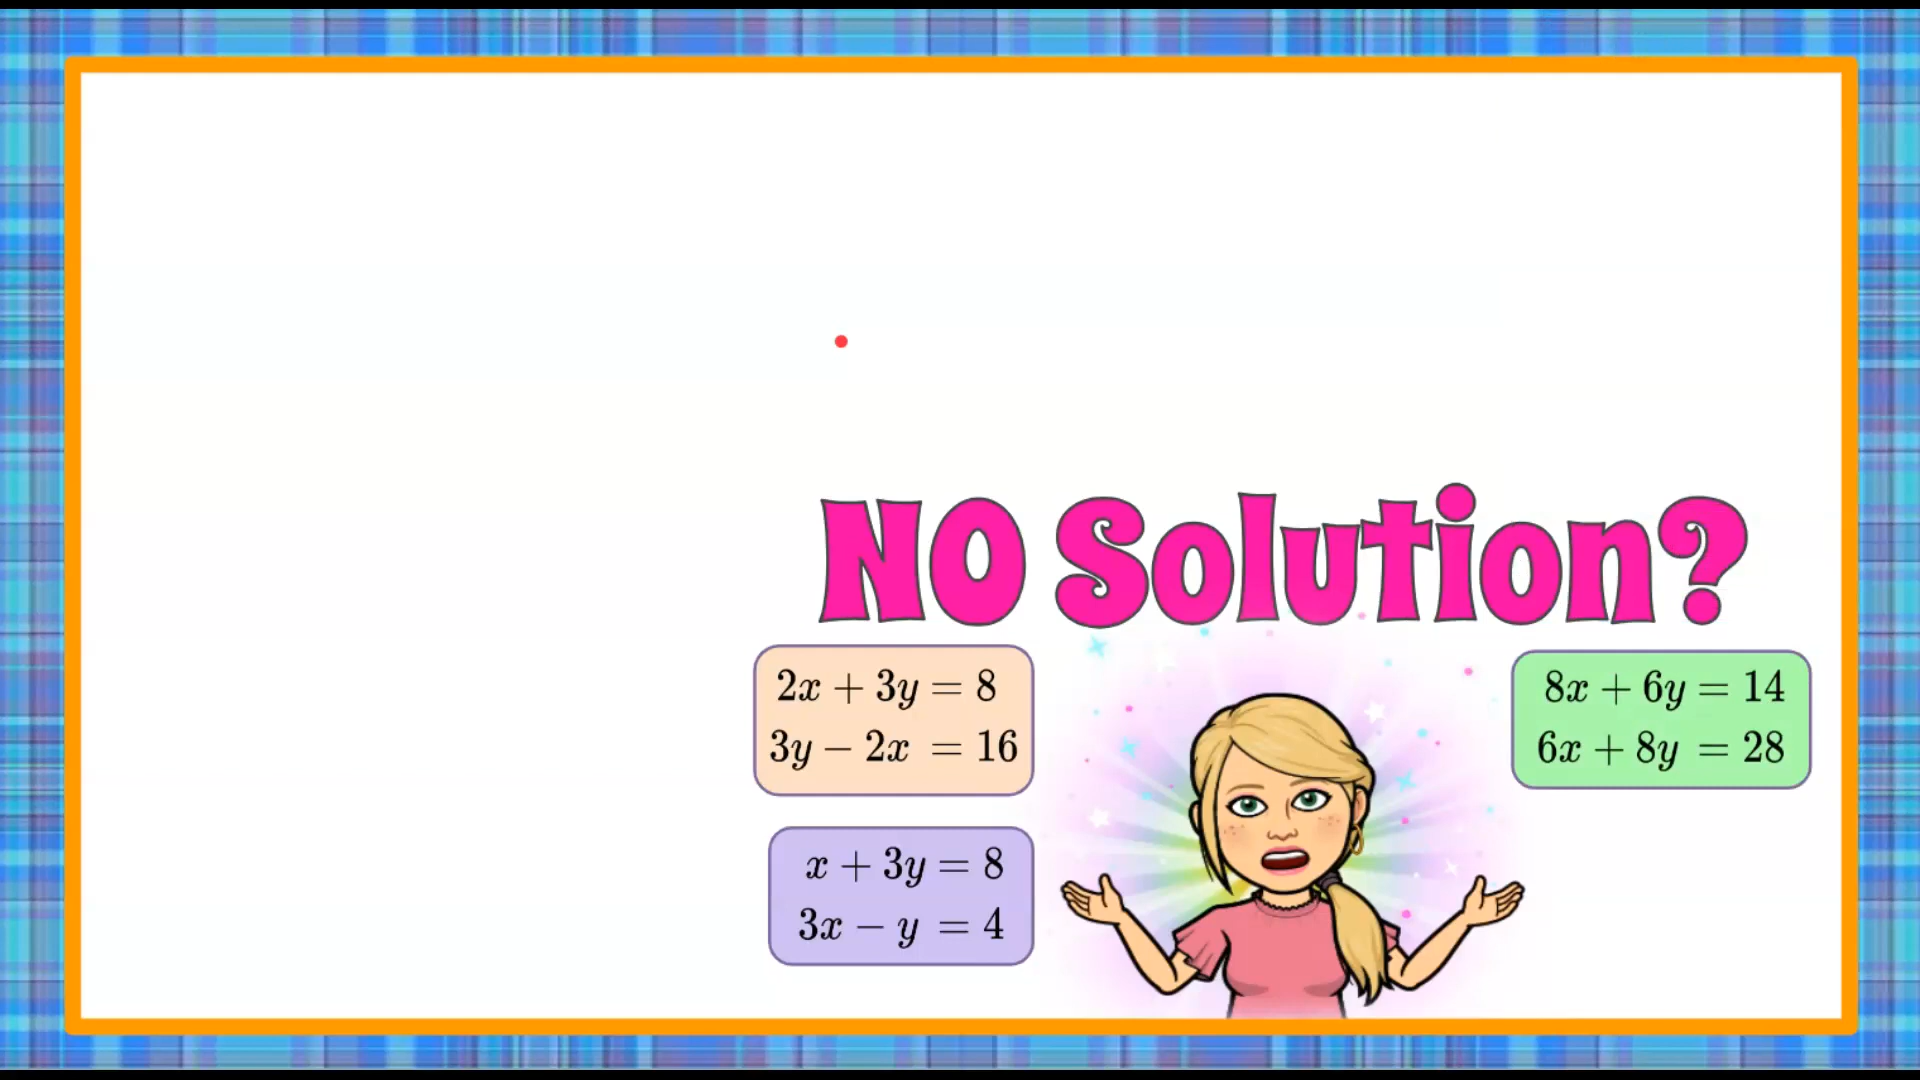 NO Solution?
2x + 3y = 8
3y − 2x = 16
8x + 6y = 14
6x + 8y = 28
x + 3y = 8
3x − y = 4